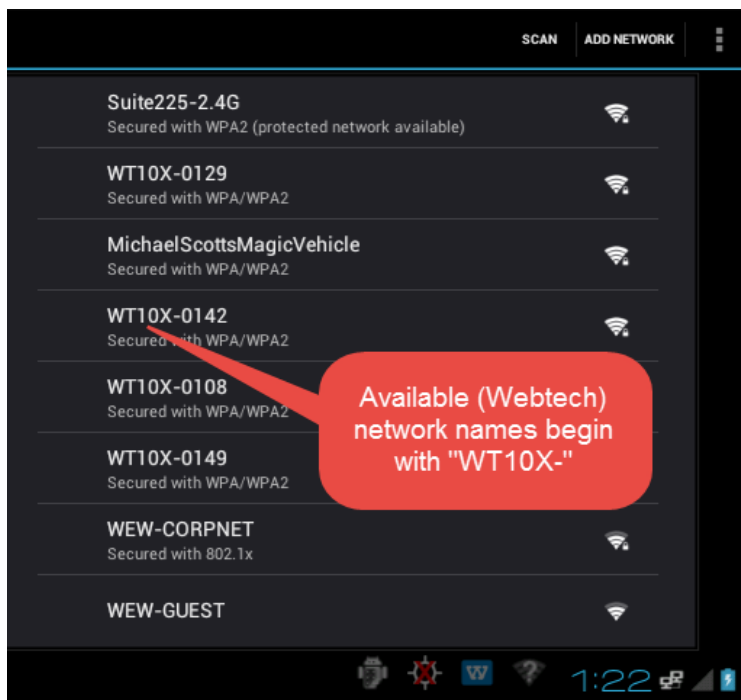 SCAN ADD NETWORK
Suite225-2.4G
Secured with WPA2 (protected network available)
WT10X-0129
Secured with WPA/WPA2
MichaelScottsMagicVehicle
Secured with WPA/WPA2
WT10X-0142
Secured with WPA/WPA2
WT10X-0108
Secured with WPA/WPA2
WT10X-0149
Secured with WPA/WPA2
Available (Webtech)
network names begin
with "WT10X-"
WEW-CORPNET
Secured with 802.1x
WEW-GUEST
W 1:22